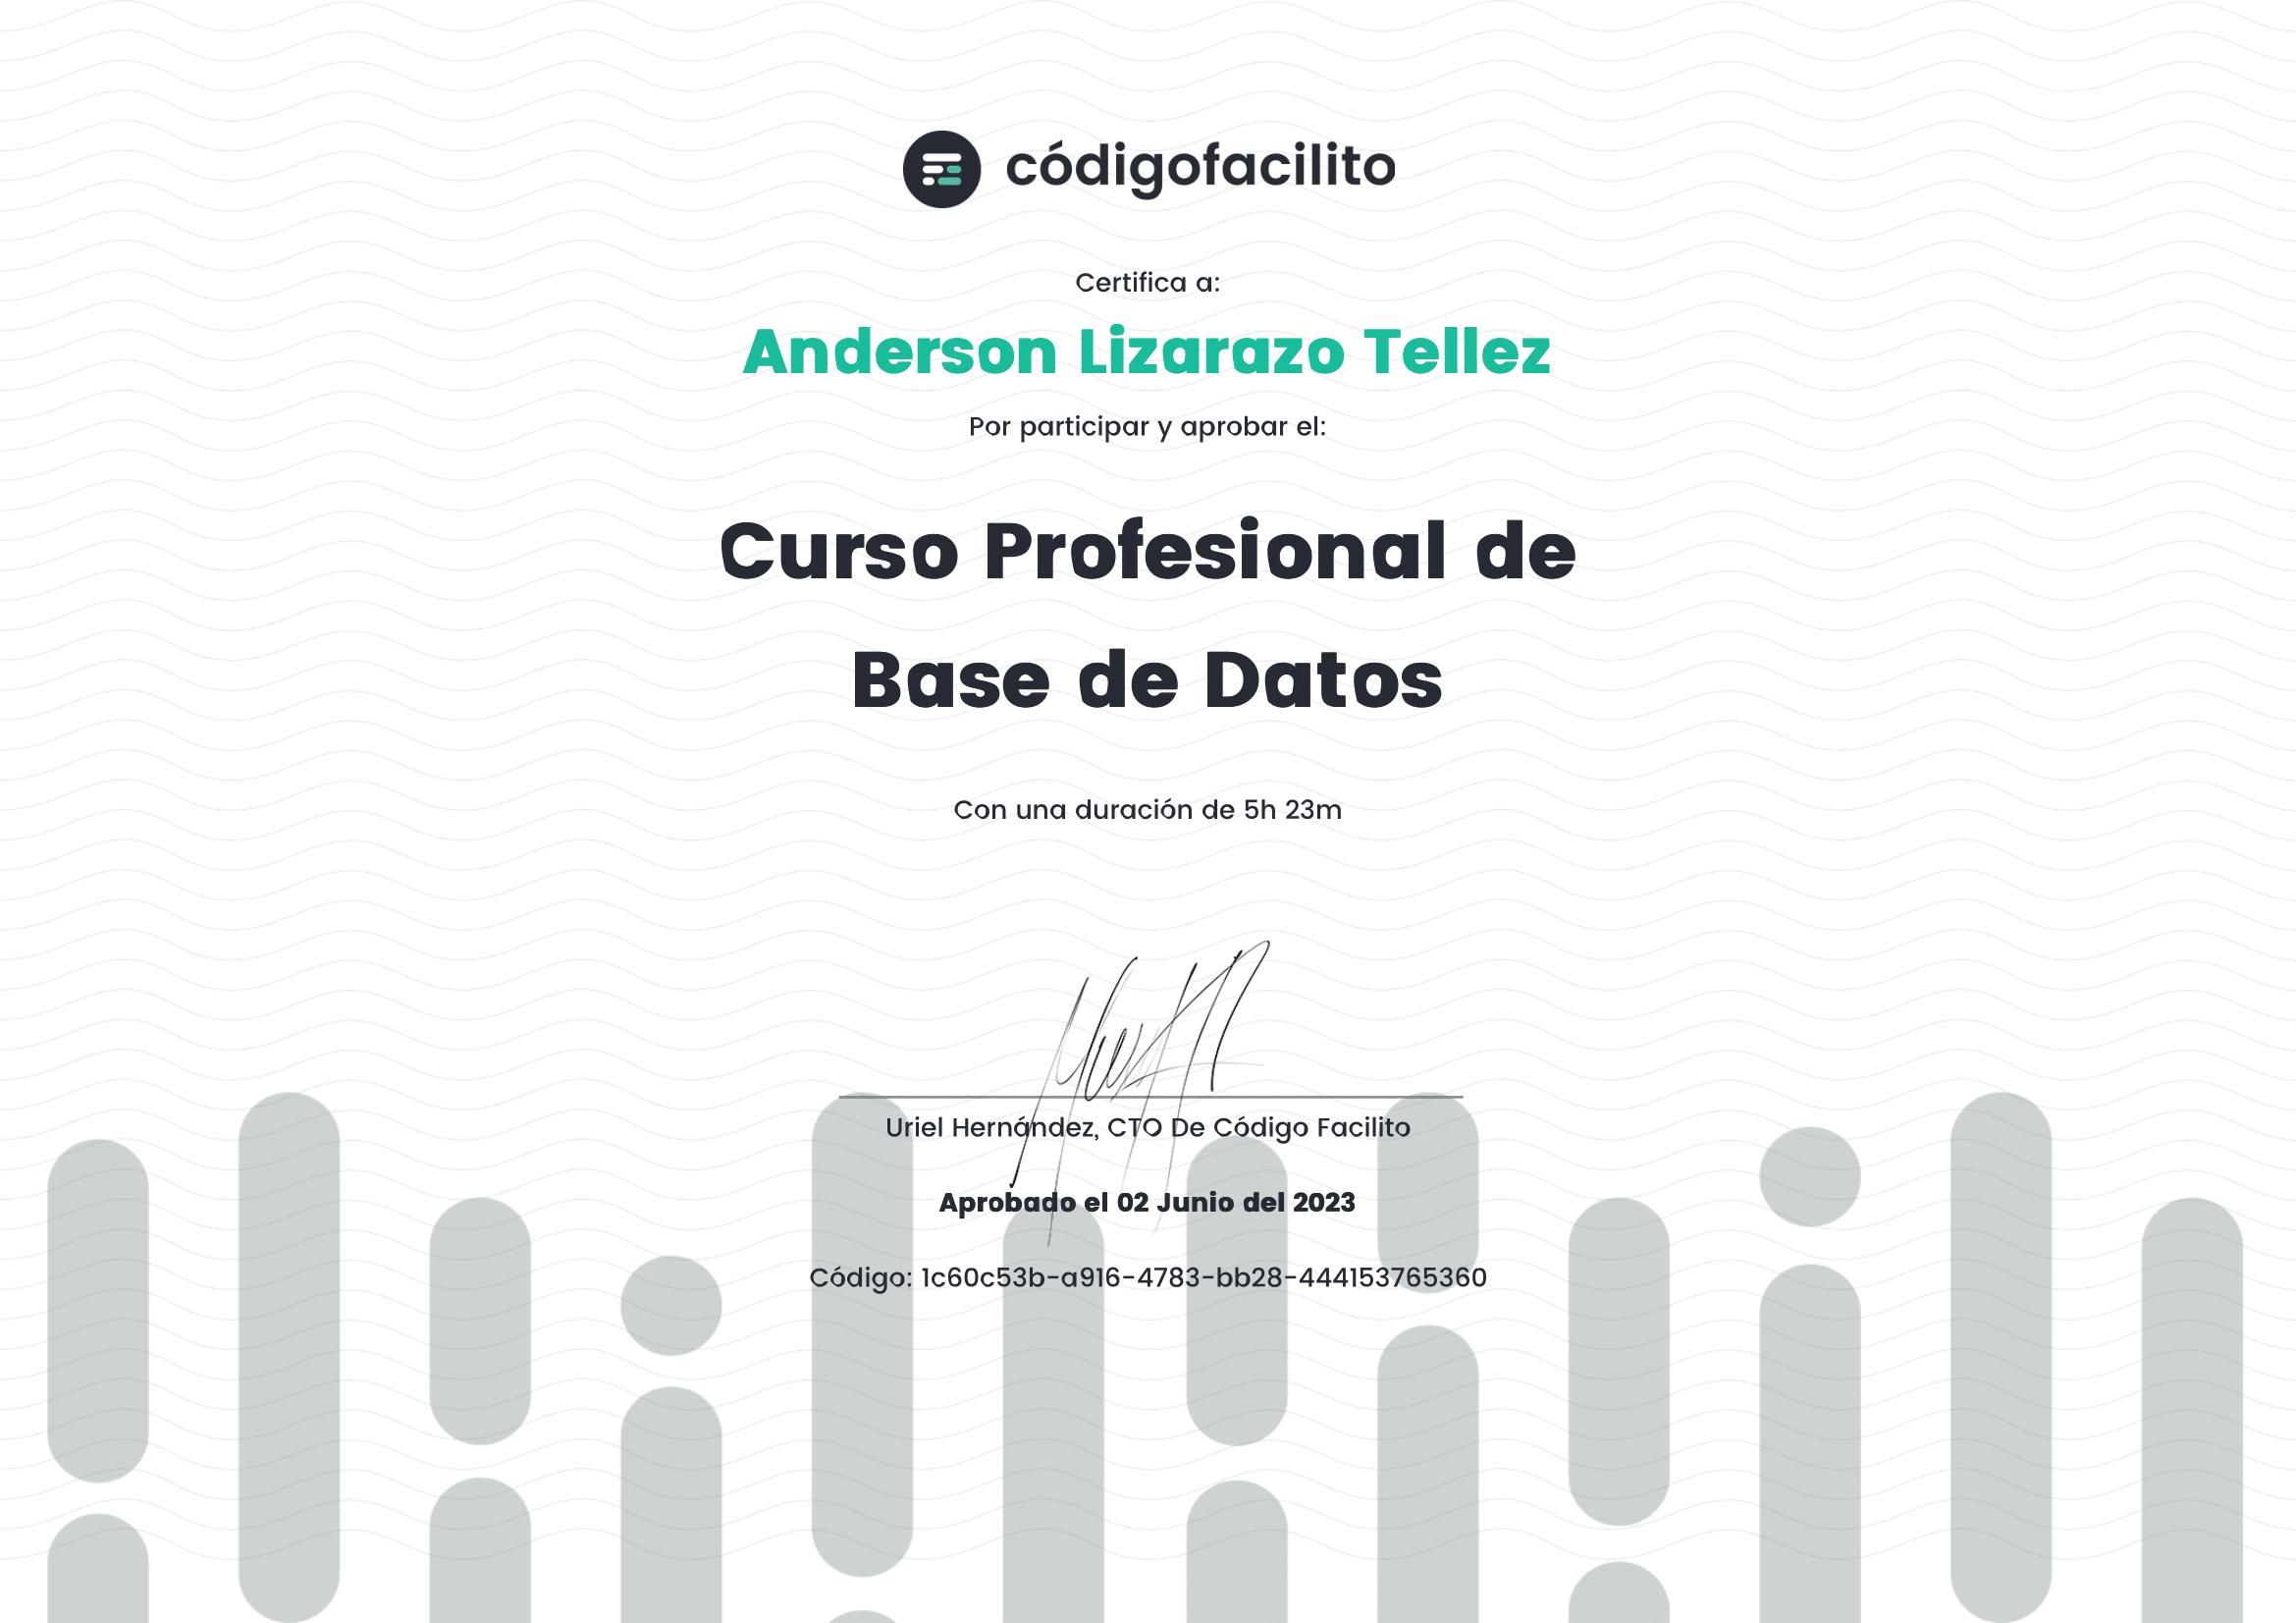 códigofacilito
Certifica a:
Anderson Lizarazo Tellez
Por participar y aprobar el:
Curso Profesional de
Base de Datos
Con una duración de 5h 23m
Uriel Hernández, CTO De Código Facilito
Aprobado el 02 Junio del 2023
Código: 1c60c53b-a916-4783-bb28-444153765360